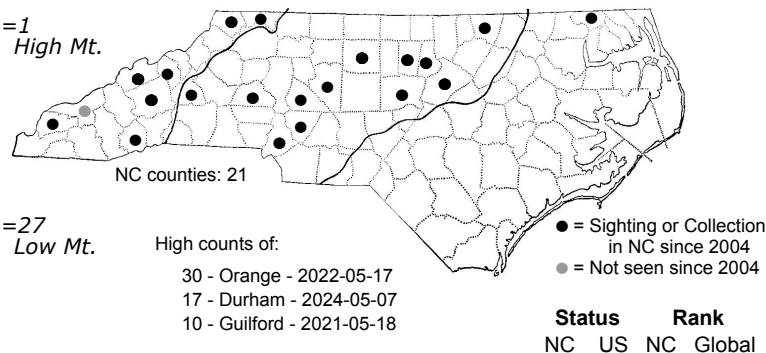 =1
High Mt.
NC counties: 21
=27
Low Mt.
High counts of:
30 - Orange - 2022-05-17
17 - Durham - 2024-05-07
10 - Guilford - 2021-05-18
= Sighting or Collection
in NC since 2004
= Not seen since 2004
Status Rank
NC US NC Global